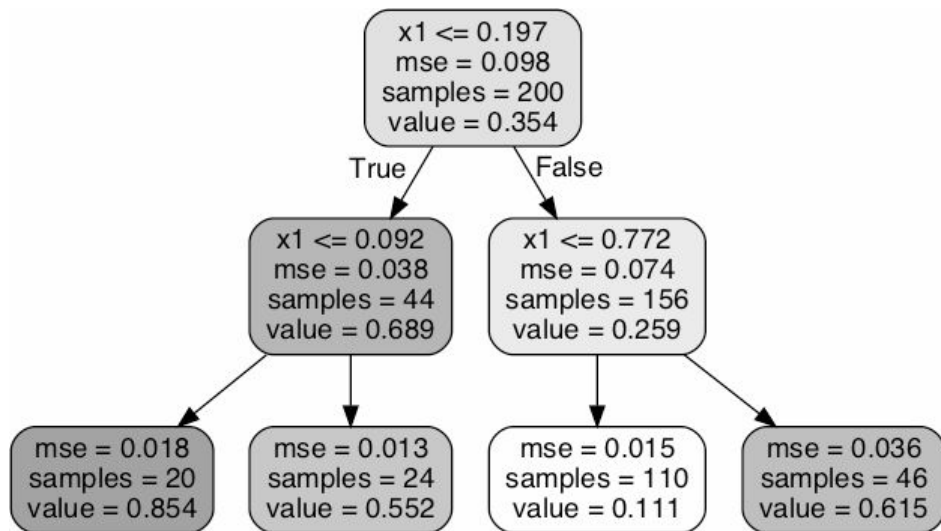 x1 <= 0.197
mse = 0.098
samples = 200
value = 0.354
True
False
x1 <= 0.092
mse = 0.038
samples = 44
value = 0.689
x1 <= 0.772
mse = 0.074
samples = 156
value = 0.259
mse = 0.018
samples = 20
value = 0.854
mse = 0.013
samples = 24
value = 0.552
mse = 0.015
samples = 110
value = 0.111
mse = 0.036
samples = 46
value = 0.615